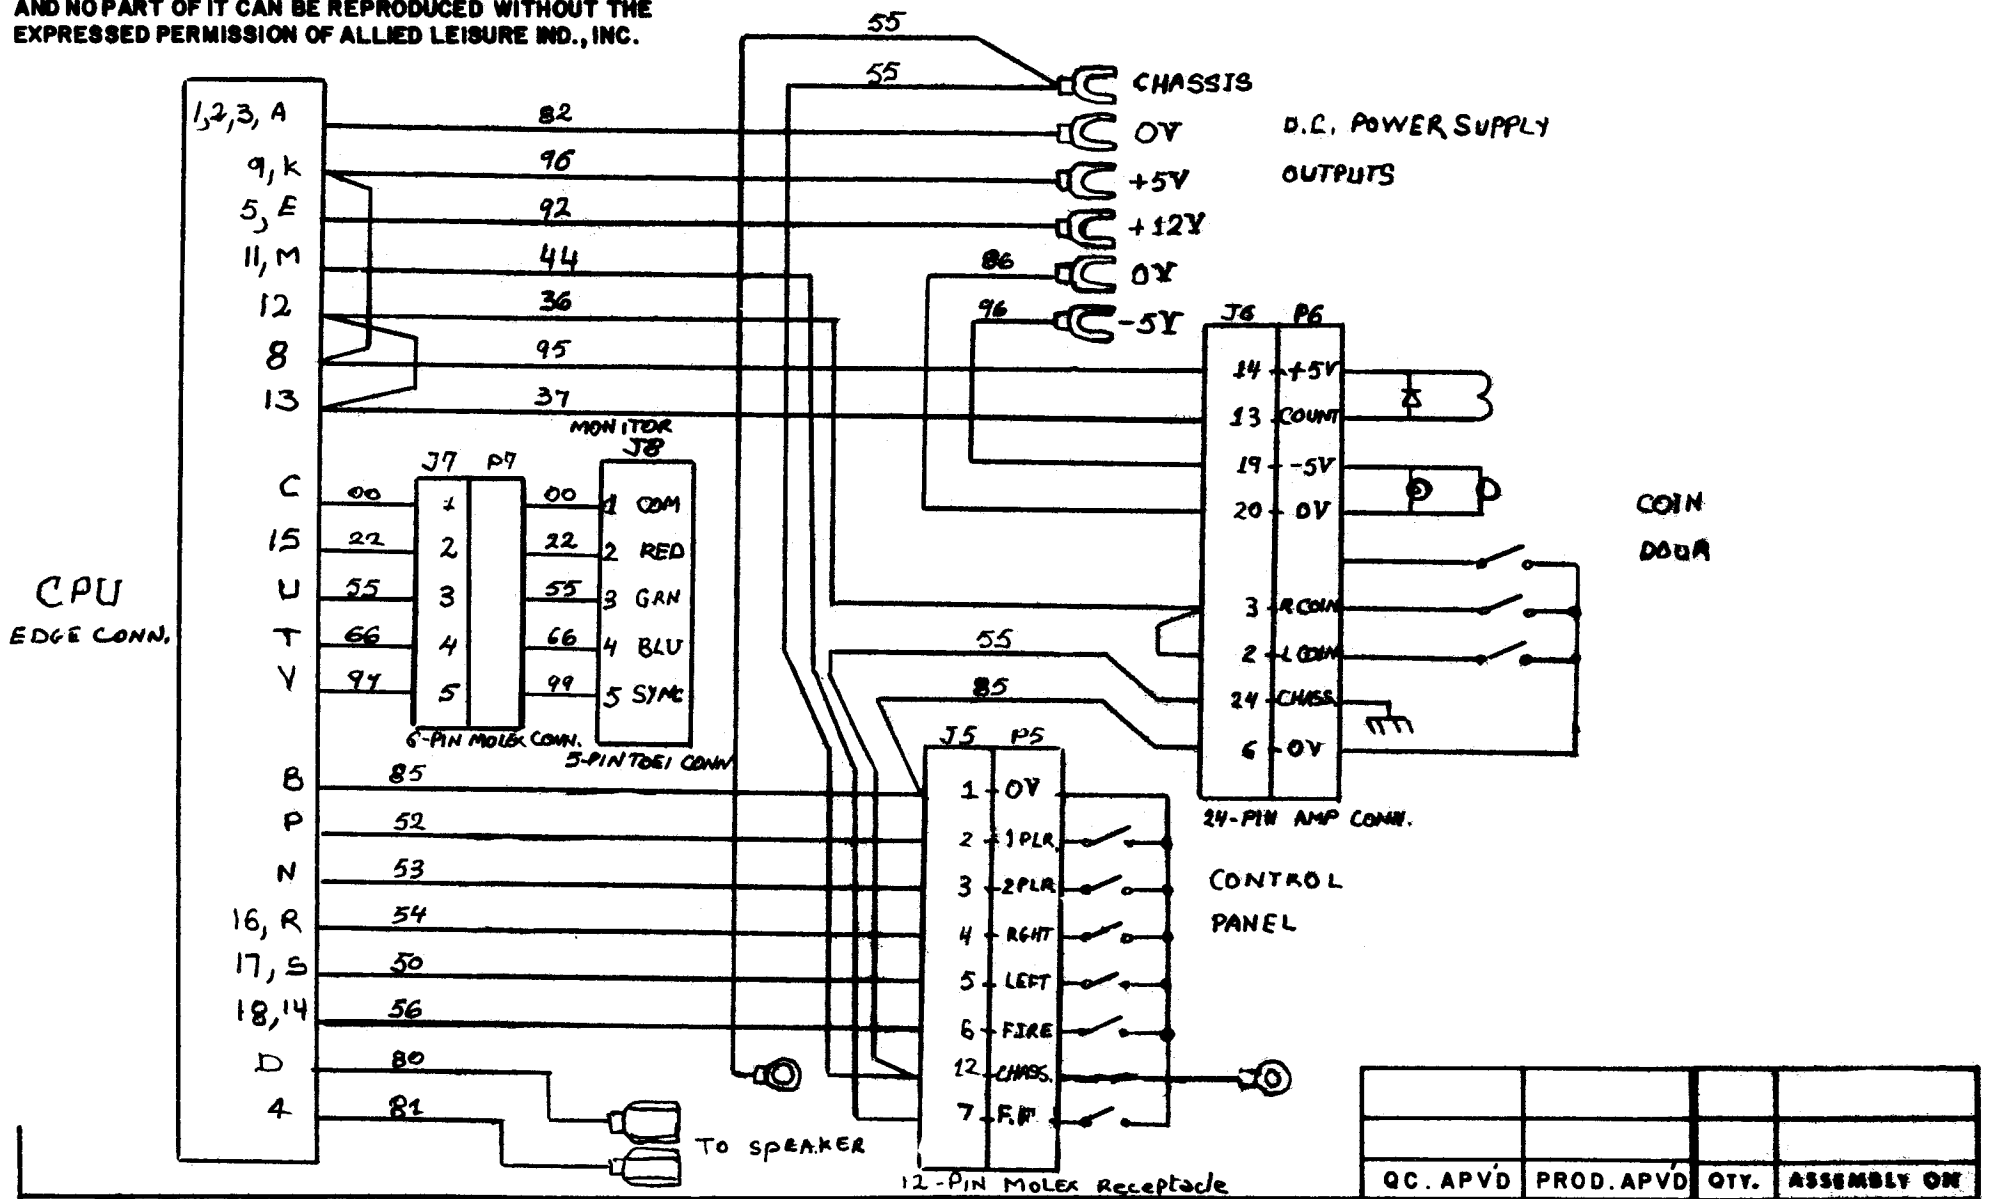 AND NO PART OF IT CAN BE REPRODUCED WITHOUT THE
EXPRESSED PERMISSION OF ALLIED LEISURE IND., INC.
55
55
CHASSIS
1,2,3, A
82
0V
D.C. POWER SUPPLY
OUTPUTS
9, K
96
+5V
5, E
92
+12V
11, M
44
86
0V
12
36
96
-5V
8
95
13
37
J6 P6
14 +5V
13 COUNT
19 -5V
20 0V
3 R COIN
2 L COIN
24 CHASS.
6 0V
24-PIN AMP CONN.
COIN
DOOR
MONITOR
J7 P7 J8
C 00 1 00 1 COM
15 22 2 22 2 RED
U 55 3 55 3 GRN
T 66 4 66 4 BLU
V 99 5 99 5 SYNC
6-PIN MOLEX CONN.
5-PIN TOEI CONN
CPU
EDGE CONN.
55
85
J5 P5
B 85 1 0V
P 52 2 1 PLR.
N 53 3 2 PLR
16, R 54 4 RGHT
17, S 50 5 LEFT
18, 14 56 6 FIRE
12 CHASS.
7
CONTROL
PANEL
D 80
4 81
TO SPEAKER
12-PIN MOLEX Receptacle
QC. APV'D PROD. APV'D QTY. ASSEMBLY ON